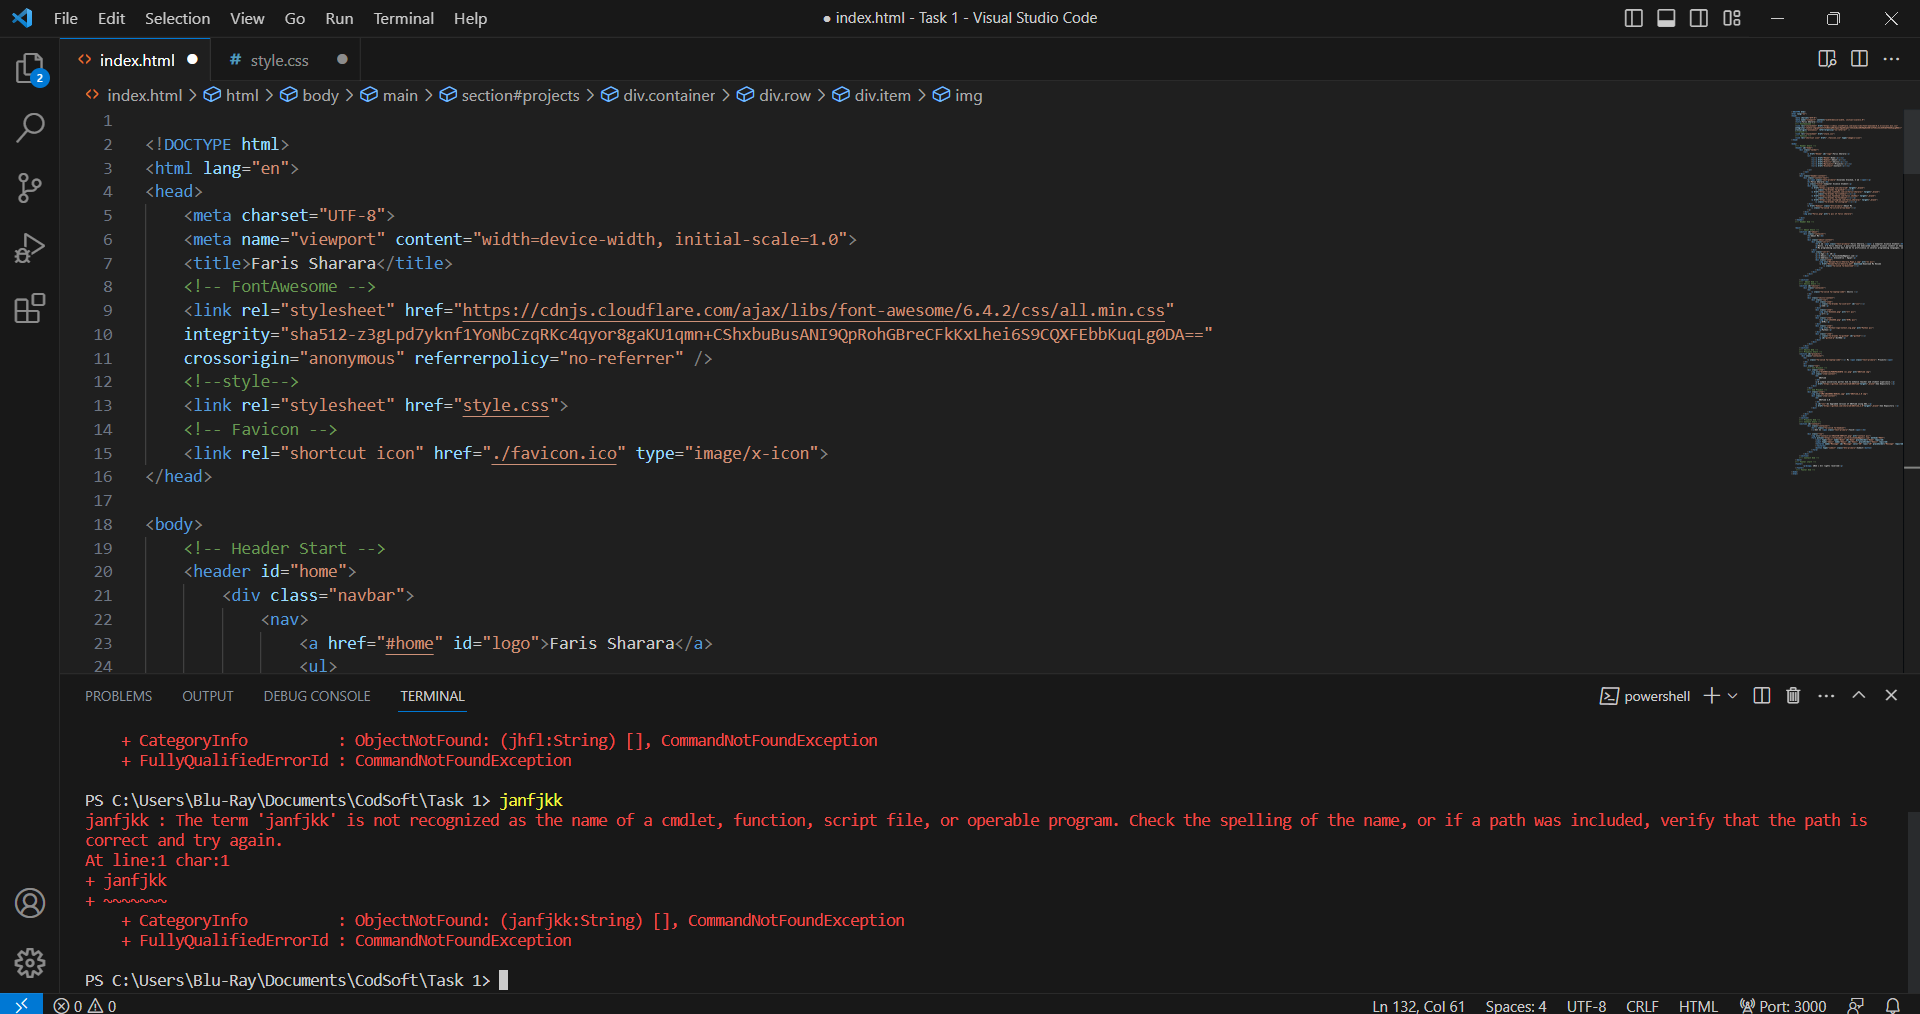 File Edit Selection View Go Run Terminal Help
● index.html - Task 1 - Visual Studio Code
index.html
# style.css
2
index.html > html > body > main > section#projects > div.container > div.row > div.item > img
1
2 <!DOCTYPE html>
3 <html lang="en">
4 <head>
5 <meta charset="UTF-8">
6 <meta name="viewport" content="width=device-width, initial-scale=1.0">
7 <title>Faris Sharara</title>
8 <!-- FontAwesome -->
9 <link rel="stylesheet" href="https://cdnjs.cloudflare.com/ajax/libs/font-awesome/6.4.2/css/all.min.css"
10 integrity="sha512-z3gLpd7yknf1YoNbCzqRKc4qyor8gaKU1qmn+CShxbuBusANI9QpRohGBreCFkKxLhei6S9CQXFEbbKuqLg0DA=="
11 crossorigin="anonymous" referrerpolicy="no-referrer" />
12 <!--style-->
13 <link rel="stylesheet" href="style.css">
14 <!-- Favicon -->
15 <link rel="shortcut icon" href="./favicon.ico" type="image/x-icon">
16 </head>
17
18 <body>
19 <!-- Header Start -->
20 <header id="home">
21 <div class="navbar">
22 <nav>
23 <a href="#home" id="logo">Faris Sharara</a>
24 <ul>
PROBLEMS OUTPUT DEBUG CONSOLE TERMINAL
powershell
+ CategoryInfo : ObjectNotFound: (jhfl:String) [], CommandNotFoundException
+ FullyQualifiedErrorId : CommandNotFoundException
PS C:\Users\Blu-Ray\Documents\CodSoft\Task 1> janfjkk
janfjkk : The term 'janfjkk' is not recognized as the name of a cmdlet, function, script file, or operable program. Check the spelling of the name, or if a path was included, verify that the path is
correct and try again.
At line:1 char:1
+ janfjkk
+ ~~~~~~~
+ CategoryInfo : ObjectNotFound: (janfjkk:String) [], CommandNotFoundException
+ FullyQualifiedErrorId : CommandNotFoundException
PS C:\Users\Blu-Ray\Documents\CodSoft\Task 1>
0 0
Ln 132, Col 61 Spaces: 4 UTF-8 CRLF HTML Port: 3000